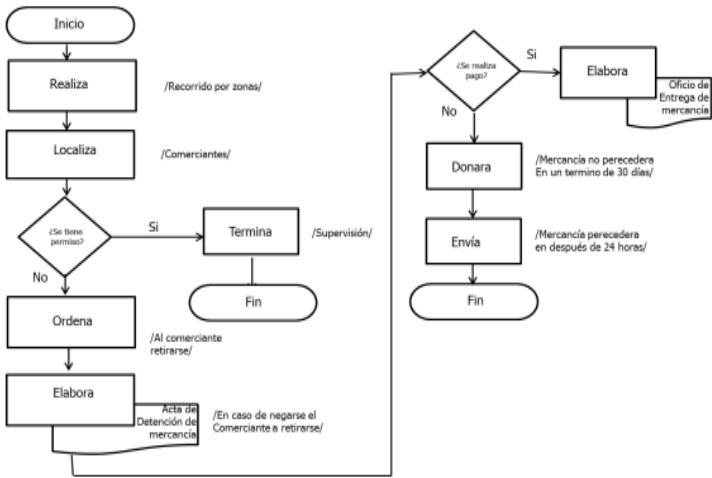 Inicio
Realiza
/Recorrido por zonas/
Localiza
/Comerciantes/
¿Se tiene
permiso?
Si
Termina
/Supervisión/
Fin
No
Ordena
/Al comerciante
retirarse/
Elabora
Acta de
Detención de
mercancía
/En caso de negarse el
Comerciante a retirarse/
¿Se realiza
pago?
Si
Elabora
Oficio de
Entrega de
mercancía
No
Donara
/Mercancía no perecedera
En un termino de 30 días/
Envía
/Mercancía perecedera
en después de 24 horas/
Fin